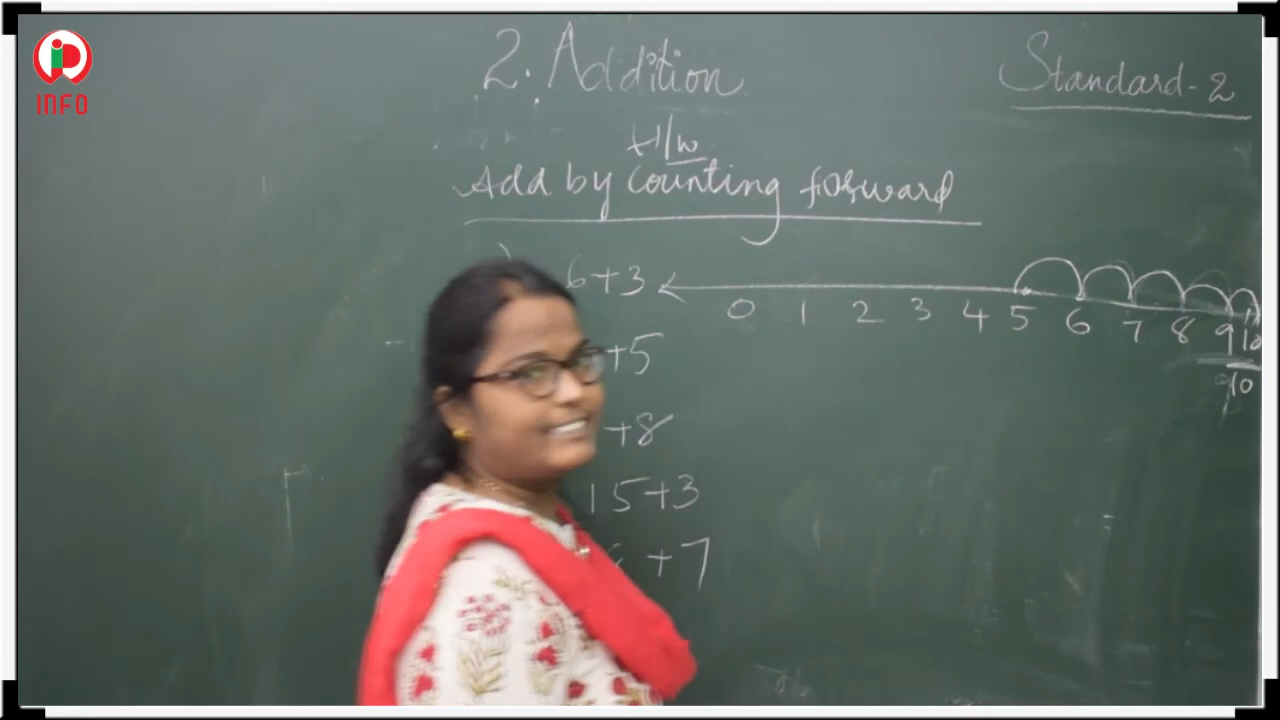 INFO
2. Addition
Standard-2
H/w
Add by counting forward
6+3
0 1 2 3 4 5 6 7 8 9 10
10
+5
+8
15+3
+7